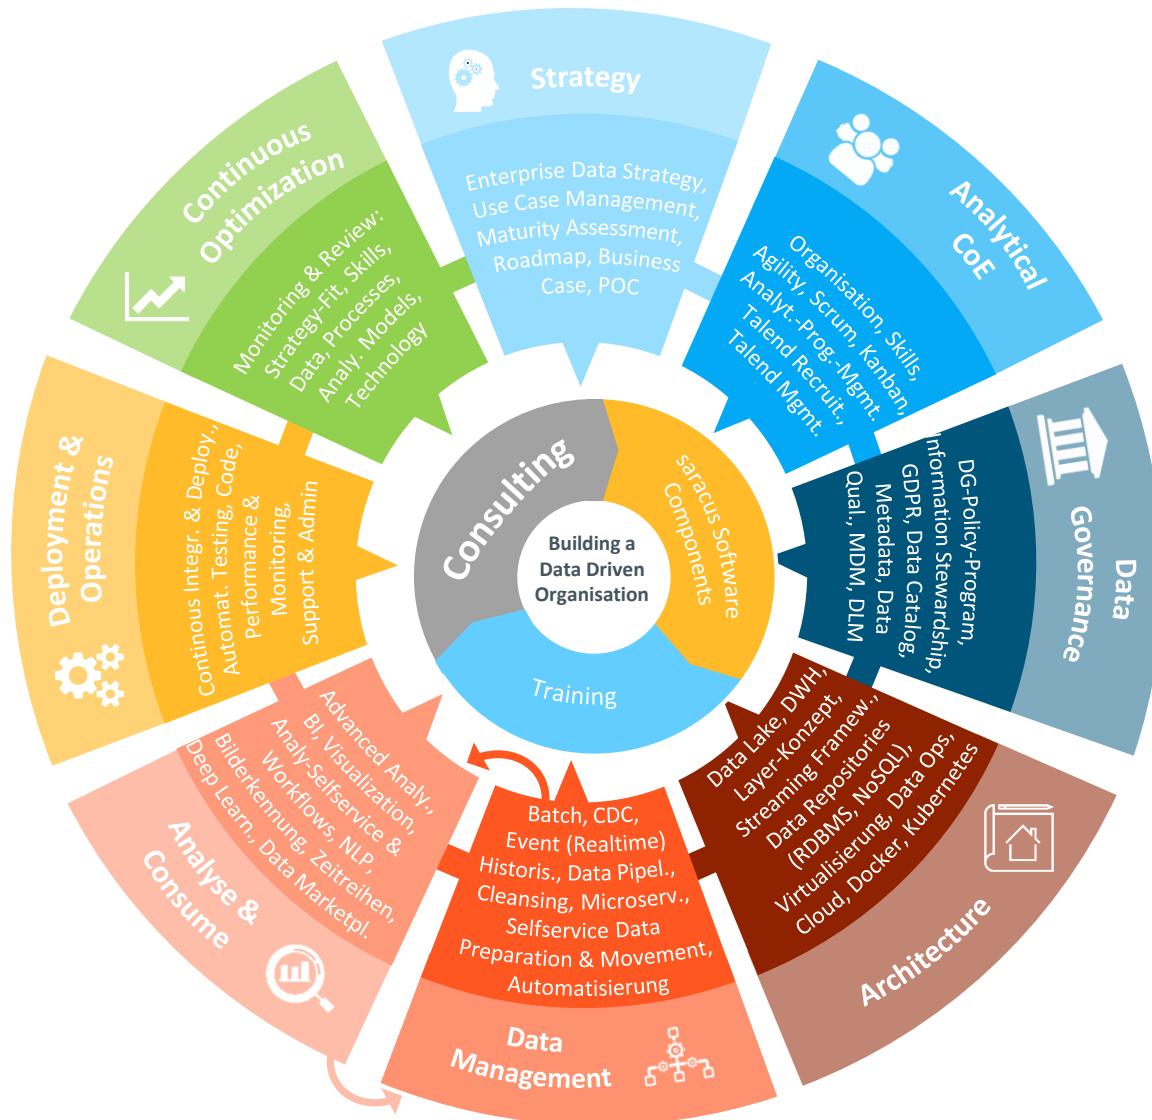 Strategy
Enterprise Data Strategy,
Use Case Management,
Maturity Assessment,
Roadmap, Business
Case, POC
Analytical
CoE
Organisation, Skills,
Agility, Scrum, Kanban,
Analyt.-Prog.-Mgmt.
Talend Recruit.,
Talend Mgmt.
Data
Governance
DG-Policy-Program,
Information Stewardship,
GDPR, Data Catalog,
Metadata, Data
Qual., MDM, DLM
Architecture
Data Lake, DWH,
Layer-Konzept,
Streaming Framew.,
Data Repositories
(RDBMS, NoSQL),
Virtualisierung, Data Ops,
Cloud, Docker, Kubernetes
Batch, CDC,
Event (Realtime)
Historis., Data Pipel.,
Cleansing, Microserv.,
Selfservice Data
Preparation & Movement,
Automatisierung
Data
Management
Analyse &
Consume
Advanced Analy.,
BI, Visualization,
Analy-Selfservice &
Workflows, NLP,
Bilderkennung, Zeitreihen,
Deep Learn, Data Marketpl.
Deployment &
Operations
Continous Integr. & Deploy.,
Automat. Testing, Code,
Performance &
Monitoring,
Support & Admin
Continuous
Optimization
Monitoring & Review:
Strategy-Fit, Skills,
Data, Processes,
Analy. Models,
Technology
Consulting
saracus Software
Components
Training
Building a
Data Driven
Organisation